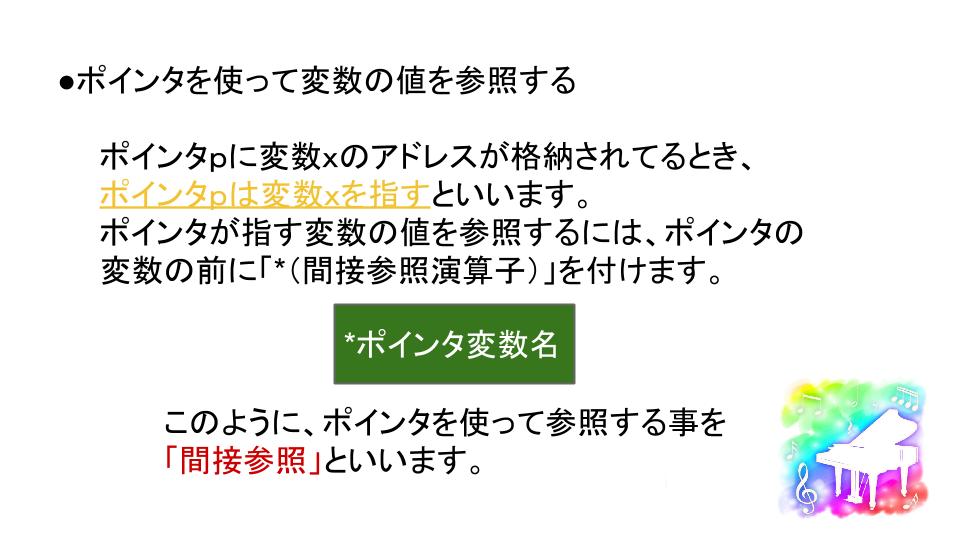 ●ポインタを使って変数の値を参照する
ポインタpに変数xのアドレスが格納されてるとき、
ポインタpは変数xを指すといいます。
ポインタが指す変数の値を参照するには、ポインタの
変数の前に「*(間接参照演算子)」を付けます。
*ポインタ変数名
このように、ポインタを使って参照する事を
「間接参照」といいます。